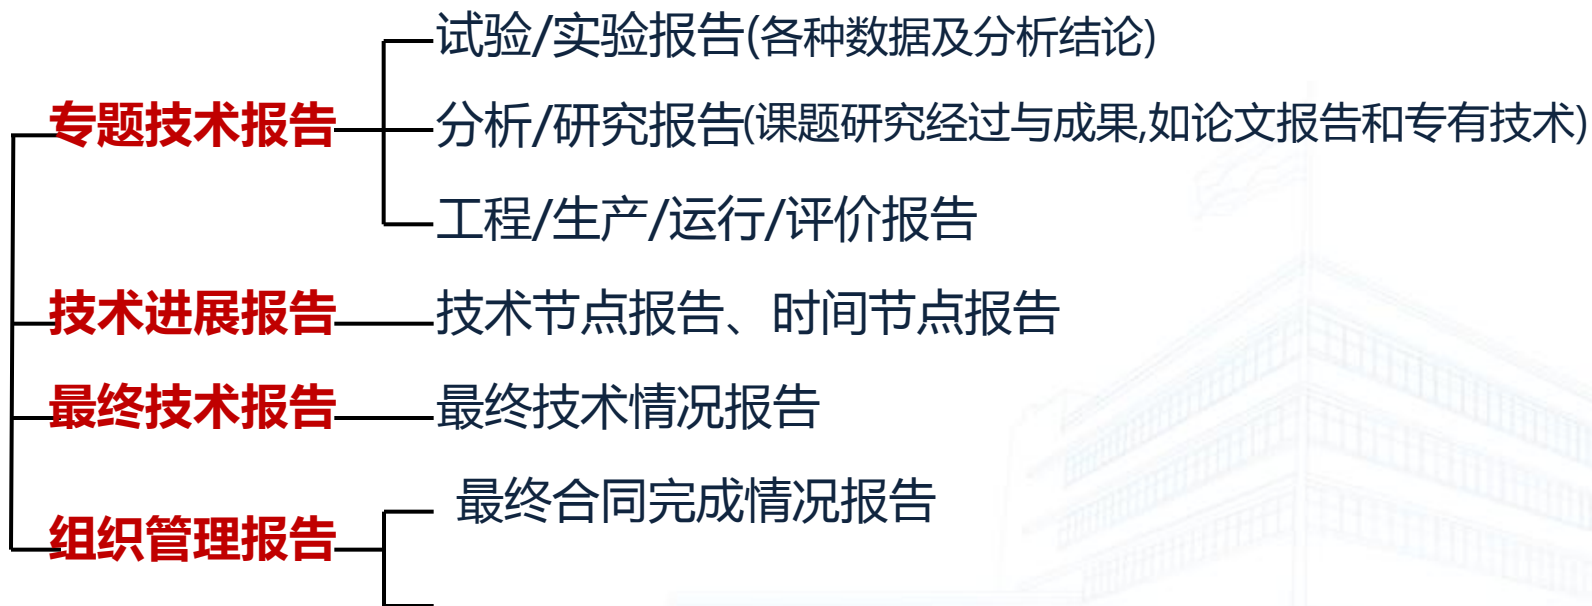 试验/实验报告(各种数据及分析结论)
专题技术报告
分析/研究报告(课题研究经过与成果,如论文报告和专有技术)
工程/生产/运行/评价报告
技术进展报告
技术节点报告、时间节点报告
最终技术报告
最终技术情况报告
最终合同完成情况报告
组织管理报告